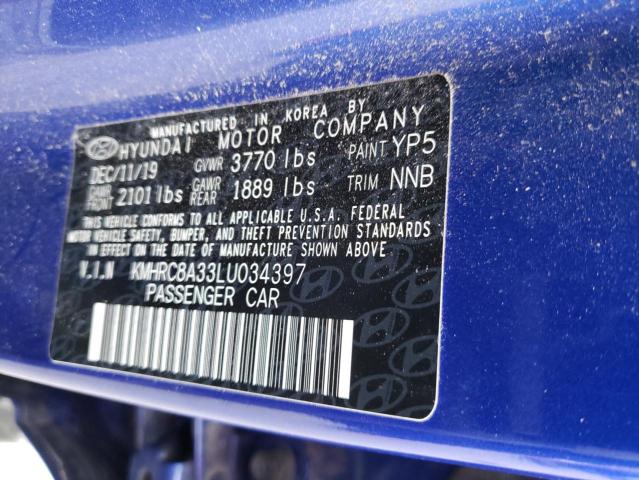 MANUFACTURED IN KOREA BY
HYUNDAI MOTOR COMPANY
DEC/11/19 GVWR 3770 lbs PAINT YP5
GAWR FRONT 2101 lbs GAWR REAR 1889 lbs TRIM NNB
THIS VEHICLE CONFORMS TO ALL APPLICABLE U.S.A. FEDERAL
MOTOR VEHICLE SAFETY, BUMPER, AND THEFT PREVENTION STANDARDS
IN EFFECT ON THE DATE OF MANUFACTURE SHOWN ABOVE
V.I.N KMHRC8A33LU034397
PASSENGER CAR